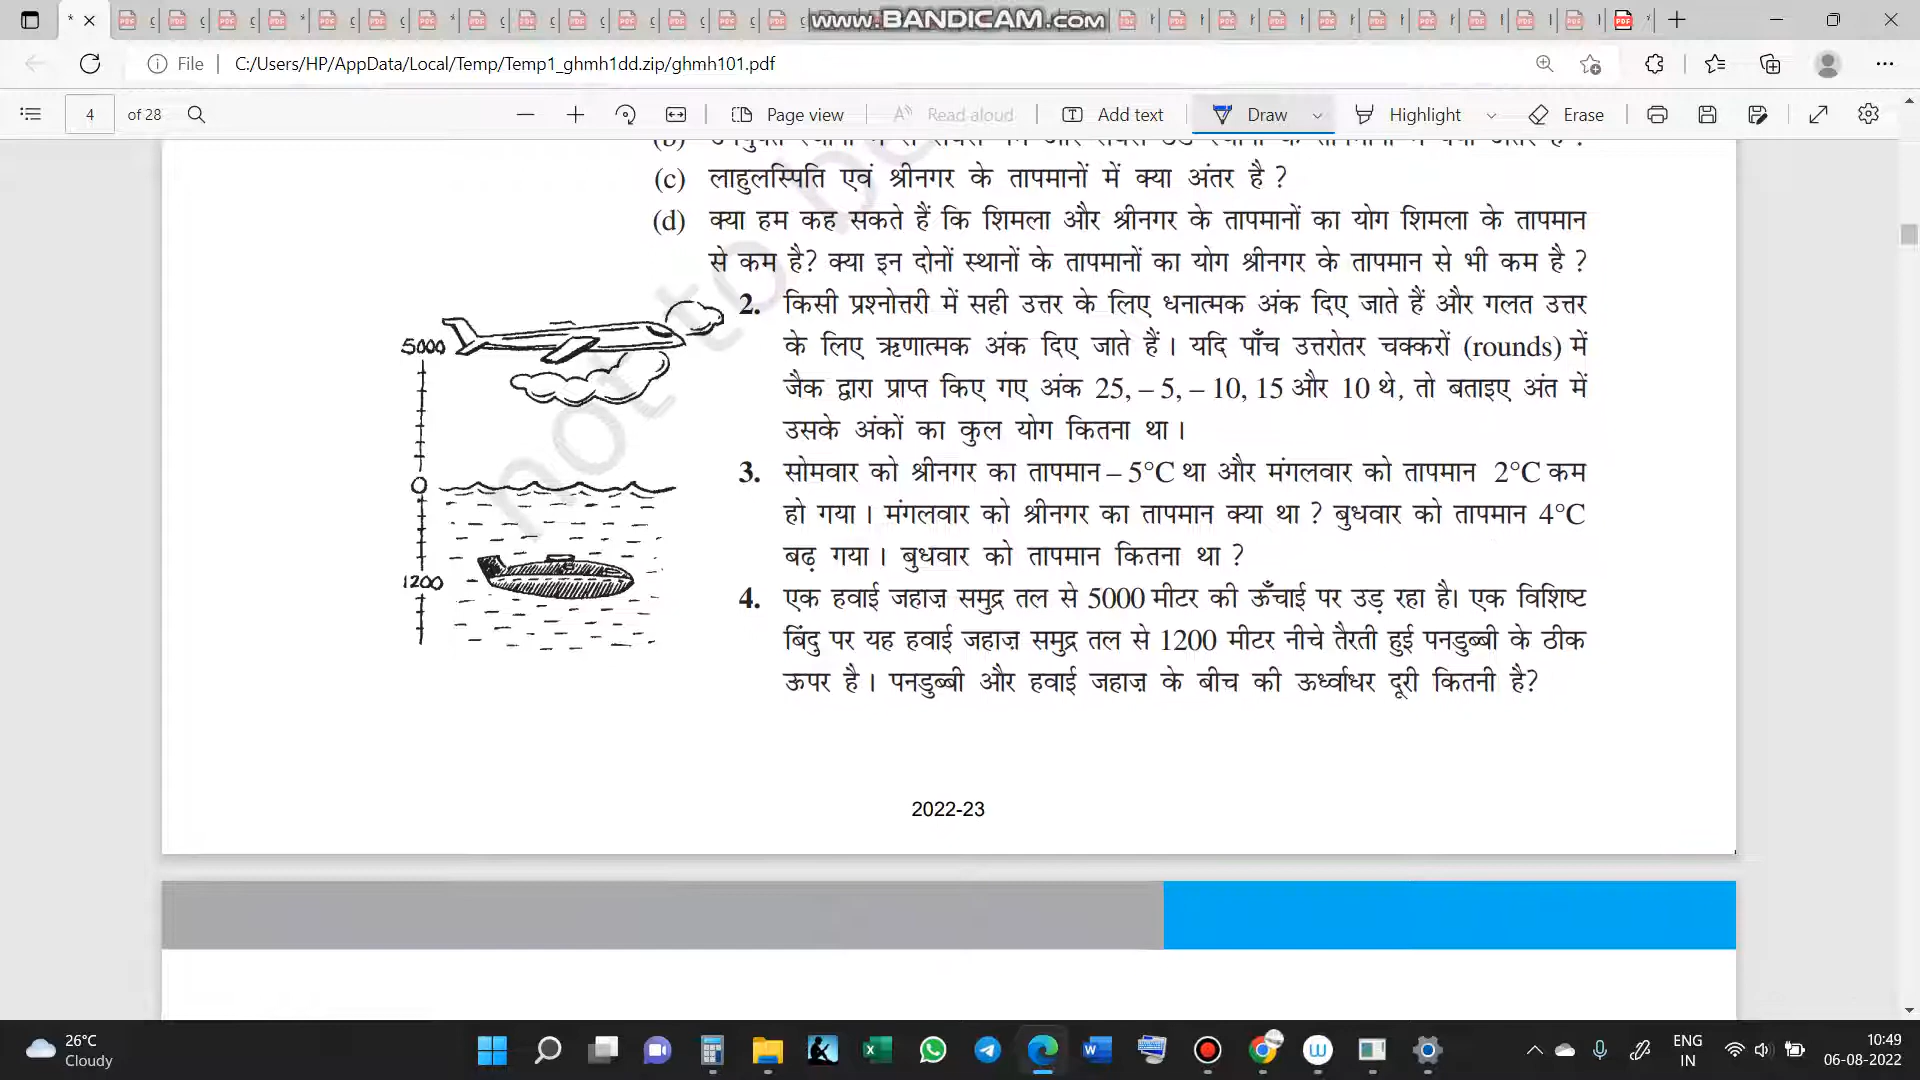 www.BANDICAM.com
File
C:/Users/HP/AppData/Local/Temp/Temp1_ghmh1dd.zip/ghmh101.pdf
4 of 28
Page view
Read aloud
Add text
Draw
Highlight
Erase
(c) लाहुलस्पिति एवं श्रीनगर के तापमानों में क्या अंतर है ?
(d) क्या हम कह सकते हैं कि शिमला और श्रीनगर के तापमानों का योग शिमला के तापमान
से कम है? क्या इन दोनों स्थानों के तापमानों का योग श्रीनगर के तापमान से भी कम है ?
2. किसी प्रश्नोत्तरी में सही उत्तर के लिए धनात्मक अंक दिए जाते हैं और गलत उत्तर
के लिए ऋणात्मक अंक दिए जाते हैं। यदि पाँच उत्तरोतर चक्करों (rounds) में
जैक द्वारा प्राप्त किए गए अंक 25, – 5, – 10, 15 और 10 थे, तो बताइए अंत में
उसके अंकों का कुल योग कितना था।
3. सोमवार को श्रीनगर का तापमान – 5°C था और मंगलवार को तापमान 2°C कम
हो गया। मंगलवार को श्रीनगर का तापमान क्या था ? बुधवार को तापमान 4°C
बढ़ गया। बुधवार को तापमान कितना था ?
4. एक हवाई जहाज़ समुद्र तल से 5000 मीटर की ऊँचाई पर उड़ रहा है। एक विशिष्ट
बिंदु पर यह हवाई जहाज़ समुद्र तल से 1200 मीटर नीचे तैरती हुई पनडुब्बी के ठीक
ऊपर है। पनडुब्बी और हवाई जहाज़ के बीच की ऊर्ध्वाधर दूरी कितनी है?
5000
0
1200
not to be
2022-23
26°C
Cloudy
ENG
IN
10:49
06-08-2022